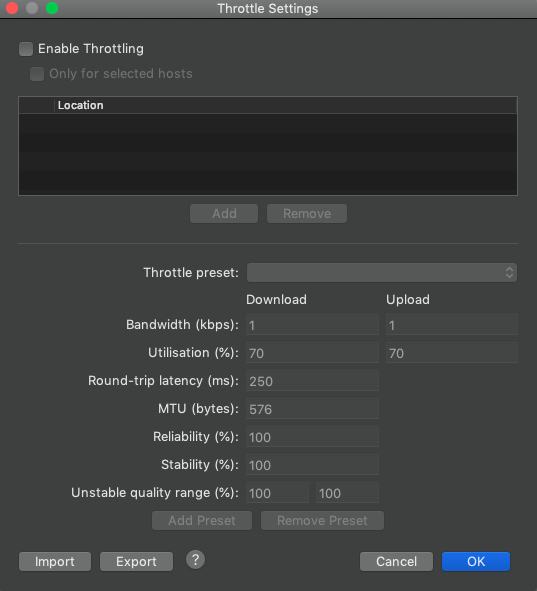 Throttle Settings
Enable Throttling
Only for selected hosts
Location
Add Remove
Throttle preset:
Download Upload
Bandwidth (kbps): 1 1
Utilisation (%): 70 70
Round-trip latency (ms): 250
MTU (bytes): 576
Reliability (%): 100
Stability (%): 100
Unstable quality range (%): 100 100
Add Preset Remove Preset
Import Export ? Cancel OK